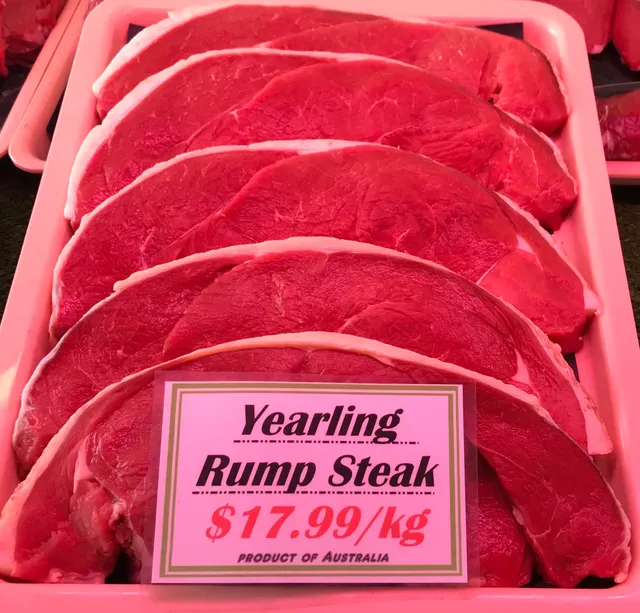 Yearling
Rump Steak
$17.99/kg
PRODUCT OF AUSTRALIA